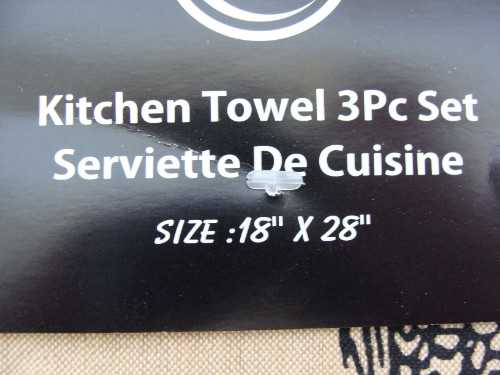 Kitchen Towel 3Pc Set
Serviette De Cuisine
SIZE :18" X 28"